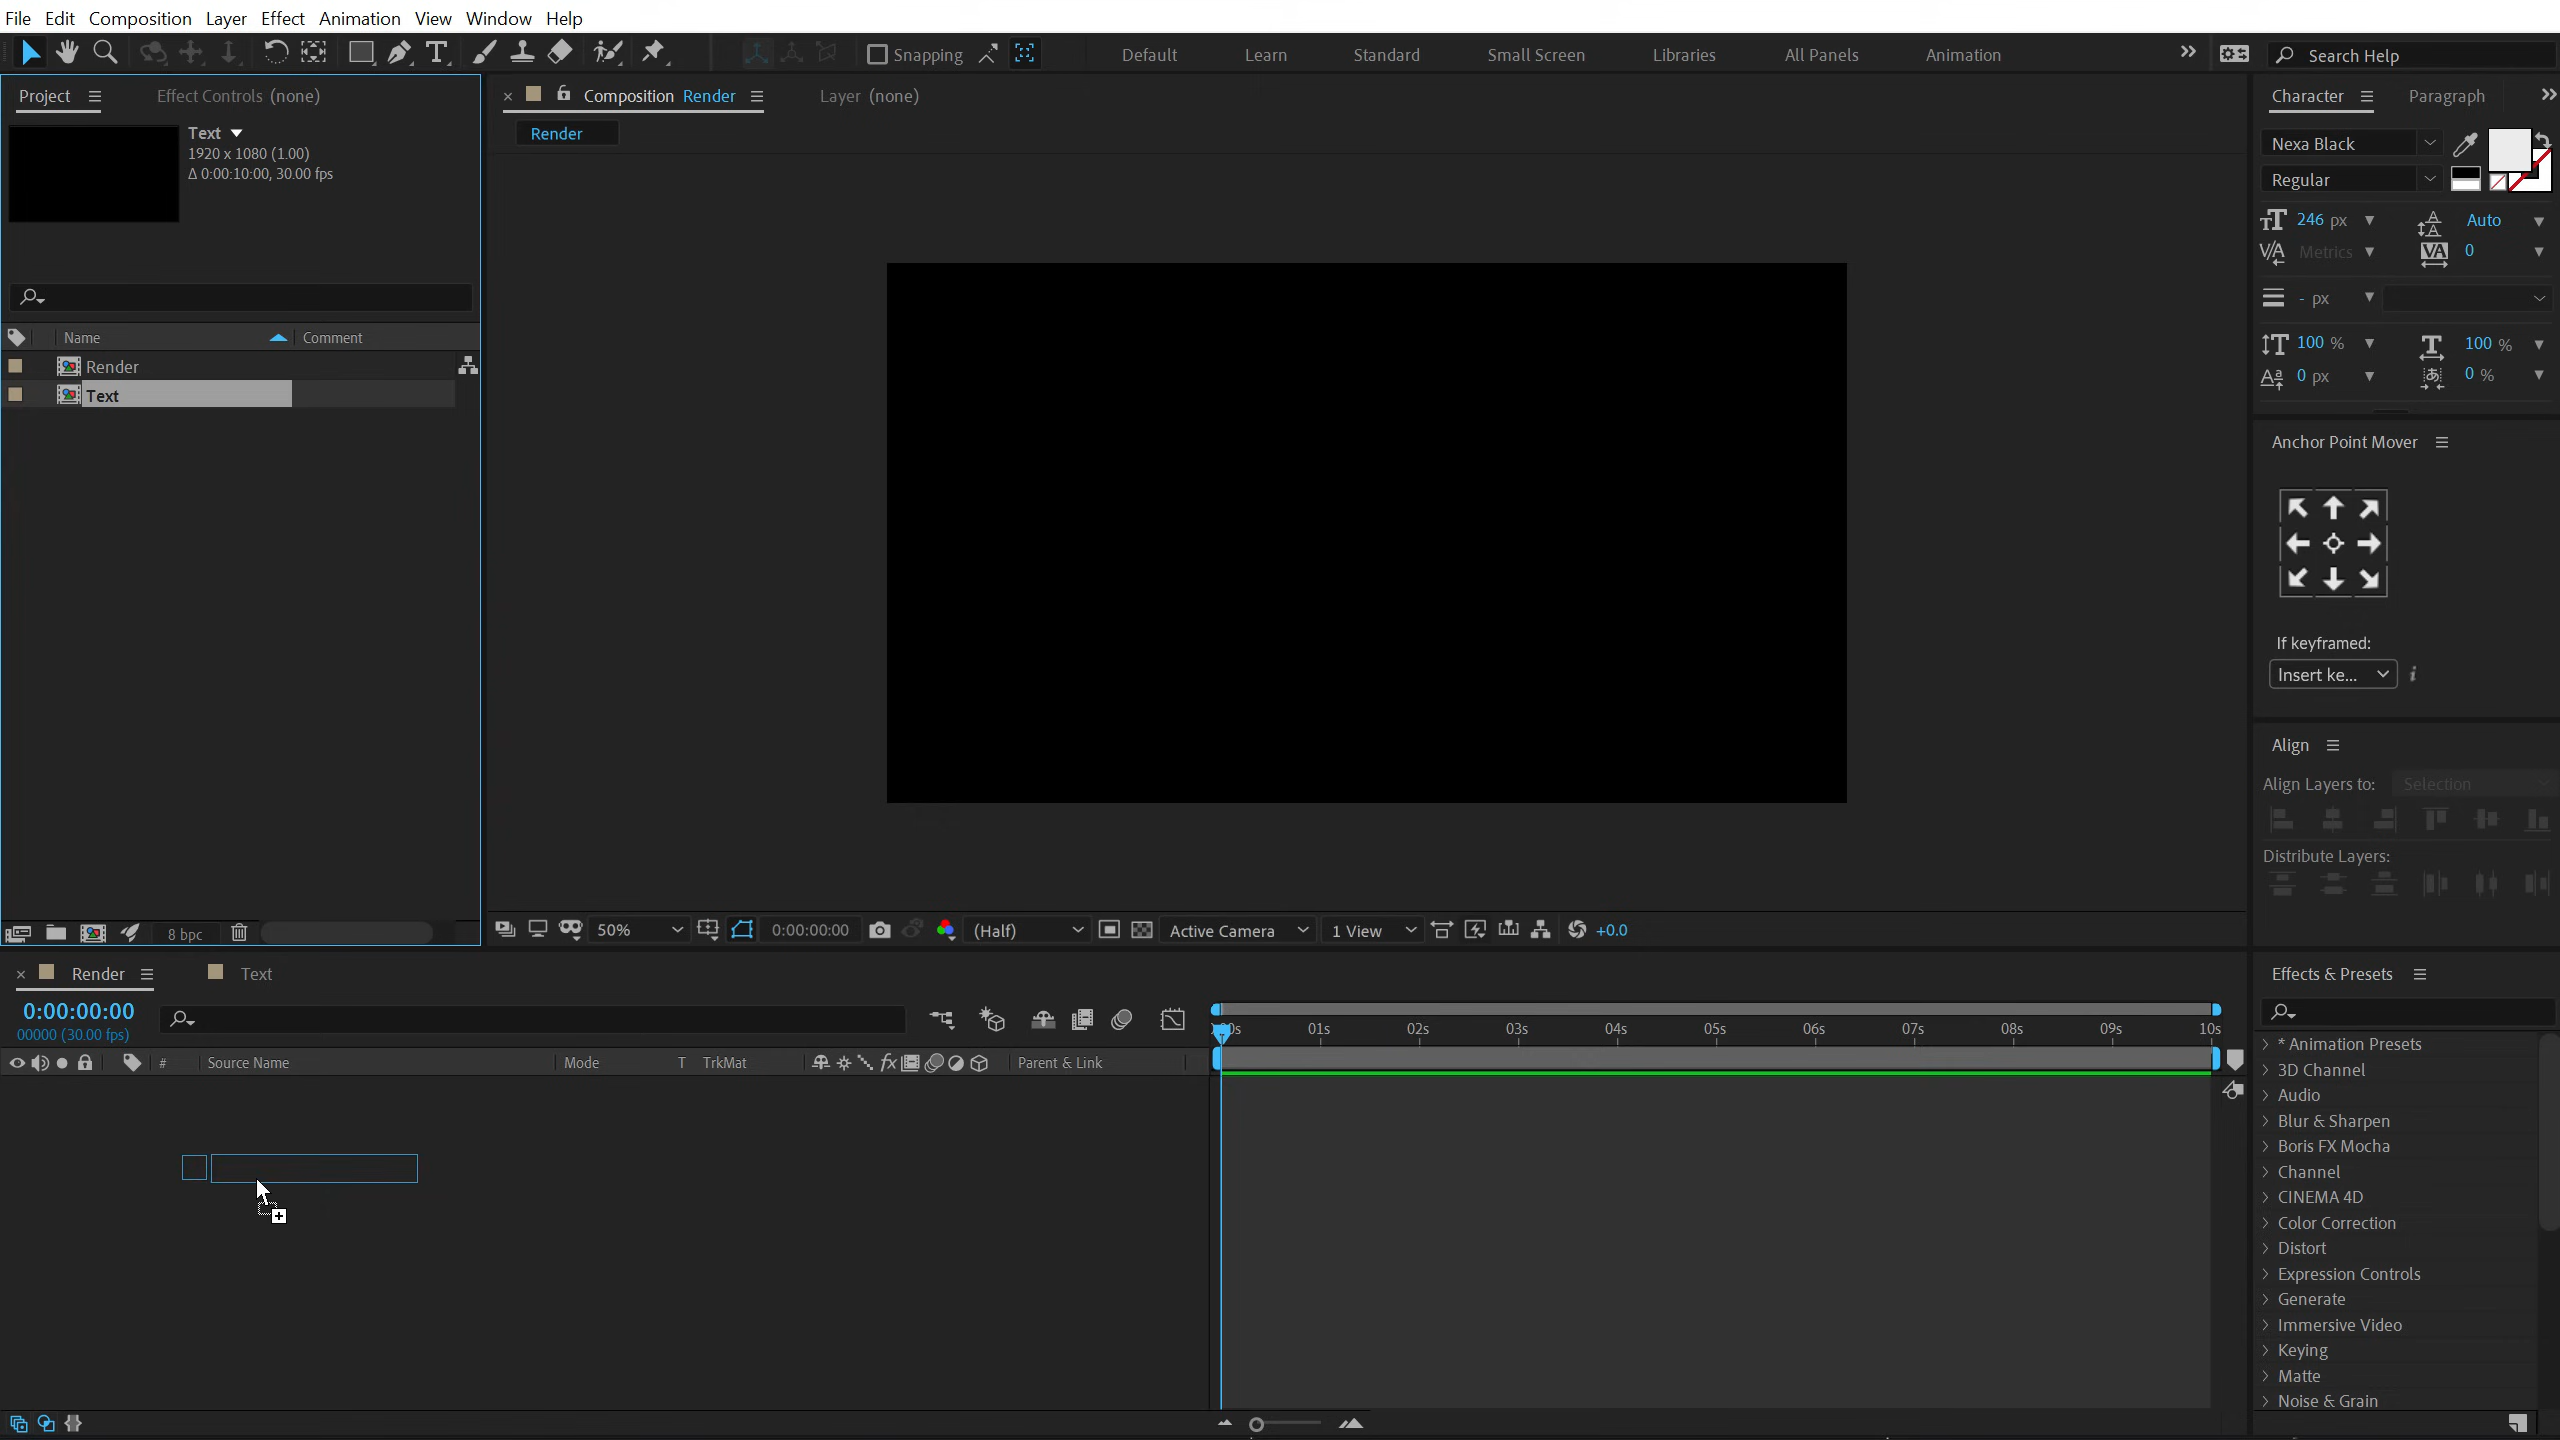 File Edit Composition Layer Effect Animation View Window Help
Snapping Default Learn Standard Small Screen Libraries All Panels Animation Search Help
Project Effect Controls (none)
Text
1920 x 1080 (1.00)
Δ 0:00:10:00, 30.00 fps
Name Comment
Render
Text
8 bpc
Composition Render Layer (none)
Render
50% 0:00:00:00 (Half) Active Camera 1 View +0.0
Character Paragraph
Nexa Black
Regular
246 px Auto
Metrics 0
- px
100 % 100 %
0 px 0 %
Anchor Point Mover
If keyframed:
Insert ke...
Align
Align Layers to: Selection
Distribute Layers:
Render Text
0:00:00:00
00000 (30.00 fps)
# Source Name Mode T TrkMat Parent & Link
01s 02s 03s 04s 05s 06s 07s 08s 09s 10s
Effects & Presets
* Animation Presets
3D Channel
Audio
Blur & Sharpen
Boris FX Mocha
Channel
CINEMA 4D
Color Correction
Distort
Expression Controls
Generate
Immersive Video
Keying
Matte
Noise & Grain